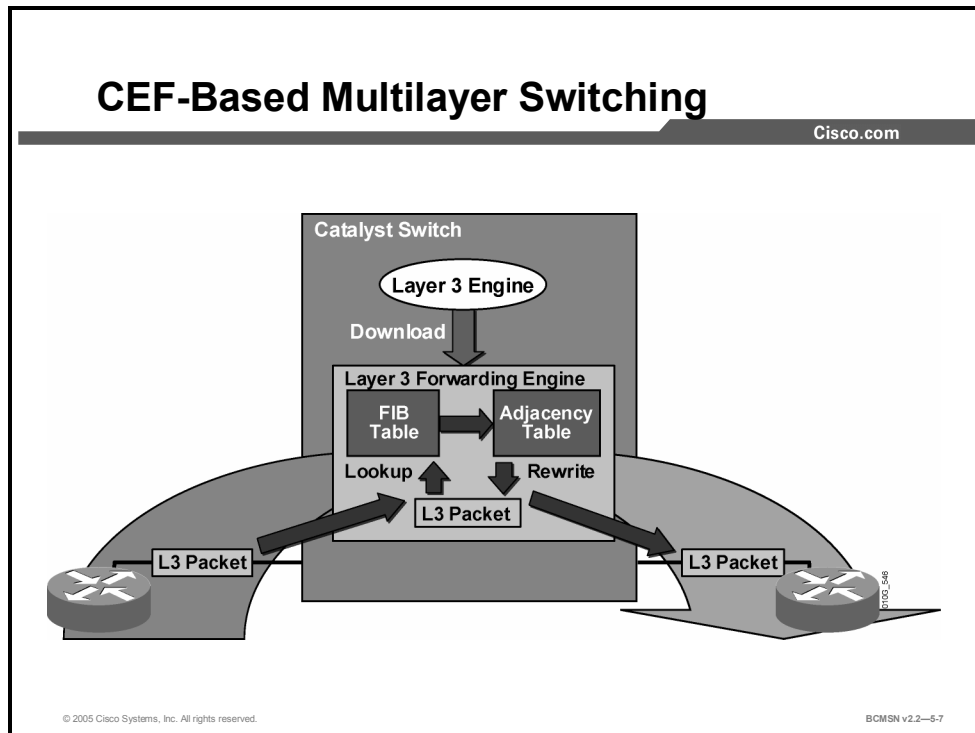 CEF-Based Multilayer Switching
Cisco.com
Catalyst Switch
Layer 3 Engine
Download
Layer 3 Forwarding Engine
FIB
Table
Adjacency
Table
Lookup
Rewrite
L3 Packet
L3 Packet
L3 Packet
010G_546
© 2005 Cisco Systems, Inc. All rights reserved.
BCMSN v2.2—5-7